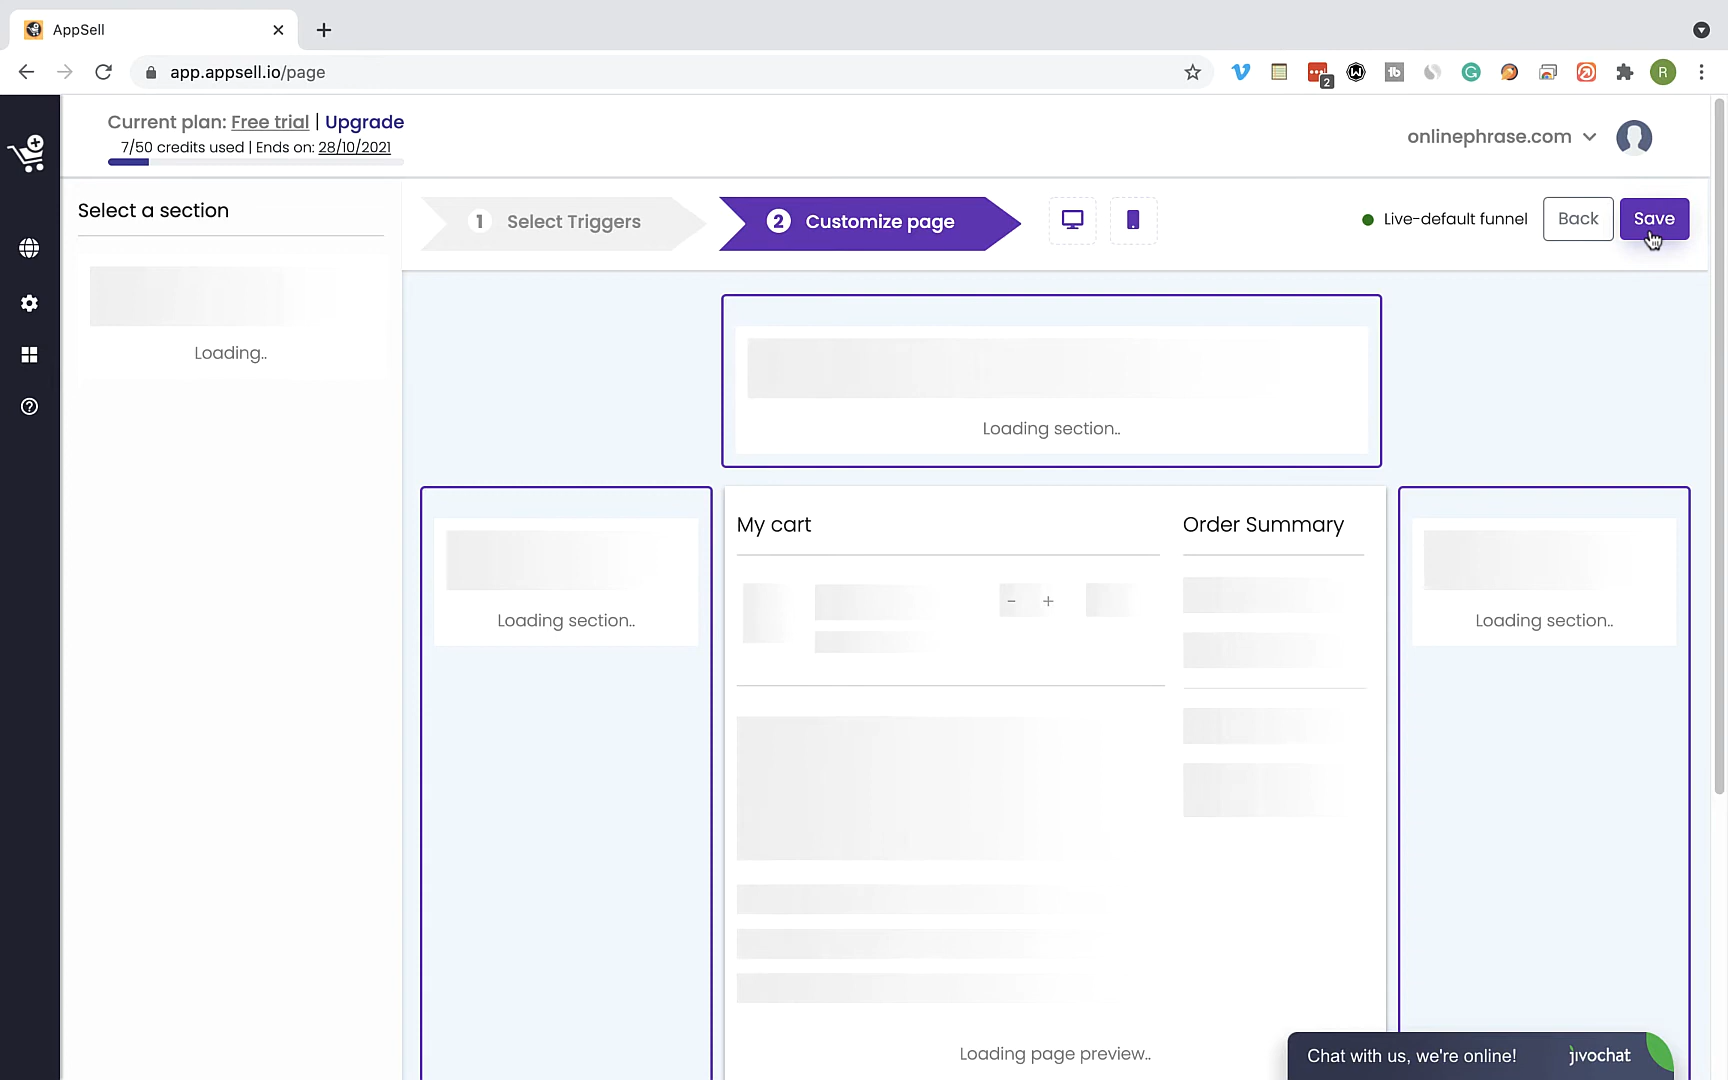 AppSell
app.appsell.io/page
2
R
Current plan: Free trial | Upgrade
7/50 credits used | Ends on: 28/10/2021
onlinephrase.com
Select a section
1 Select Triggers
2 Customize page
Live-default funnel
Back
Save
Loading..
Loading section..
My cart
Order Summary
- +
Loading section..
Loading section..
Loading page preview..
Chat with us, we're online!
jivochat